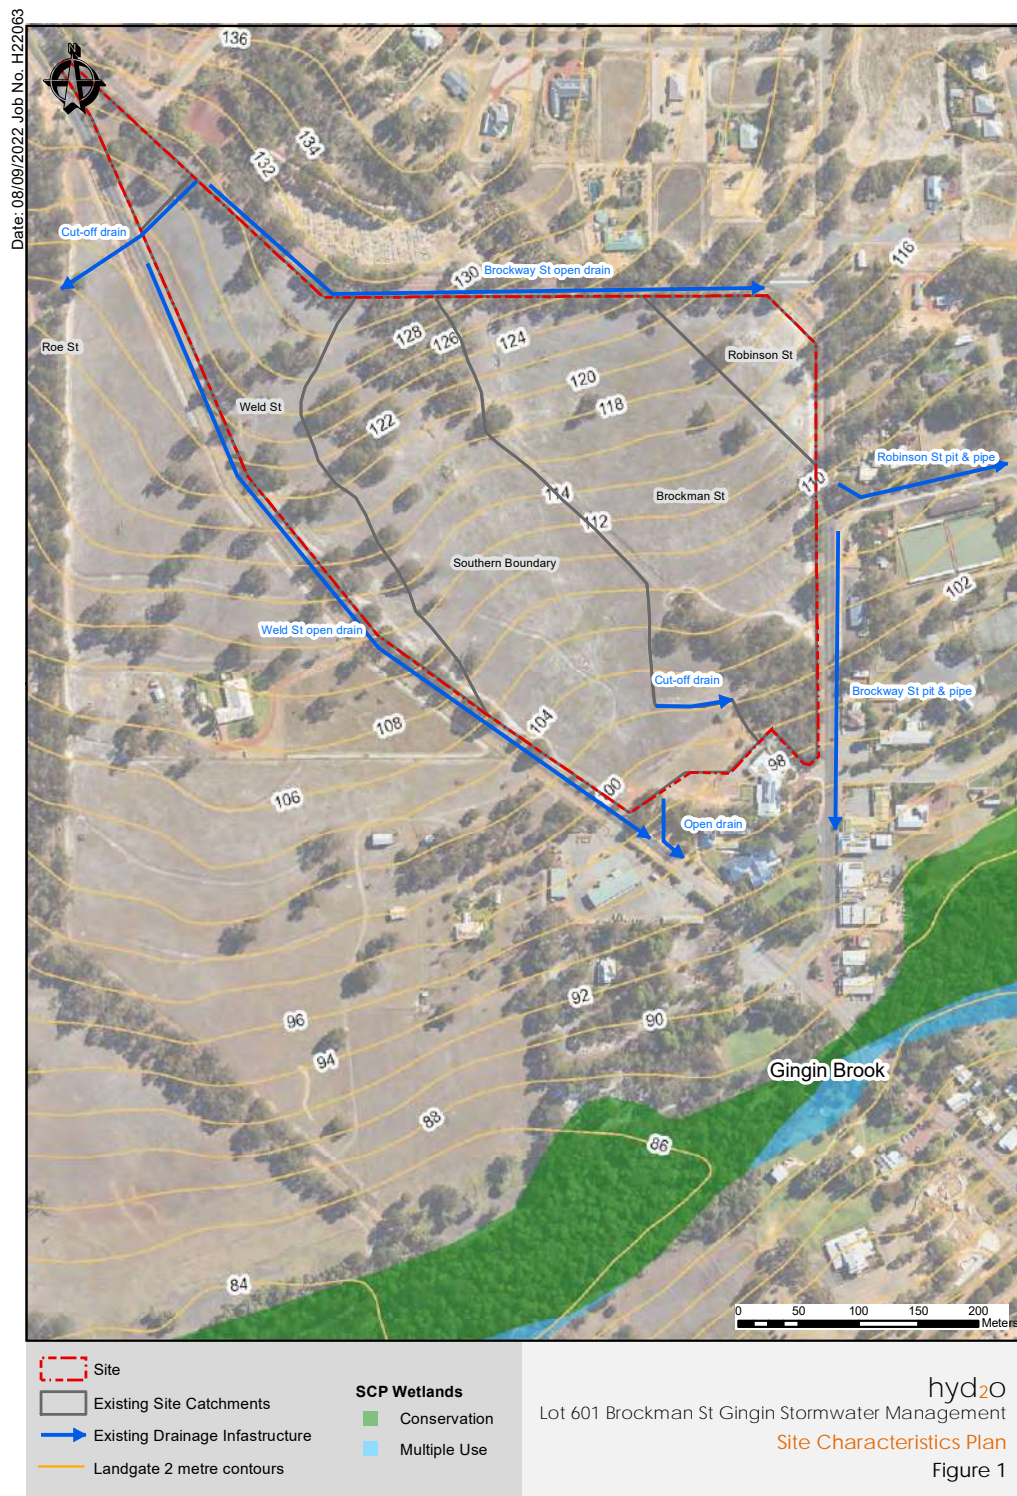 Date: 08/09/2022 Job No. H22063
N
136
134
132
Cut-off drain
116
130
Brockway St open drain
Roe St
128
126
124
Robinson St
120
118
Weld St
122
Robinson St pit & pipe
110
114
Brockman St
112
Southern Boundary
102
Weld St open drain
Cut-off drain
Brockway St pit & pipe
108
104
98
106
100
Open drain
92
96
90
94
Gingin Brook
88
86
84
0 50 100 150 200
Meters
Site
Existing Site Catchments
Existing Drainage Infastructure
Landgate 2 metre contours
SCP Wetlands
Conservation
Multiple Use
hyd2o
Lot 601 Brockman St Gingin Stormwater Management
Site Characteristics Plan
Figure 1